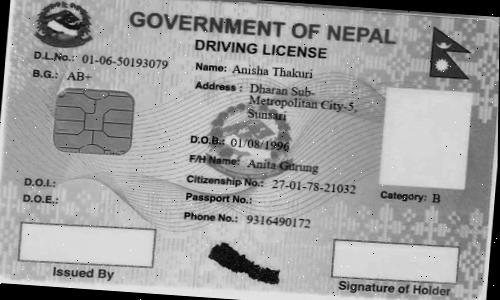 GOVERNMENT OF NEPAL
DRIVING LICENSE
D.L.No.: 01-06-50193079
B.G.: AB+
Name: Anisha Thakuri
Address : Dharan Sub-
Metropolitan City-5,
Sunsari
D.O.B.: 01/08/1996
F/H Name: Anita Gurung
Citizenship No.: 27-01-78-21032
D.O.I.:
Passport No.:
Category: B
D.O.E.:
Phone No.: 9316490172
Issued By
Signature of Holder